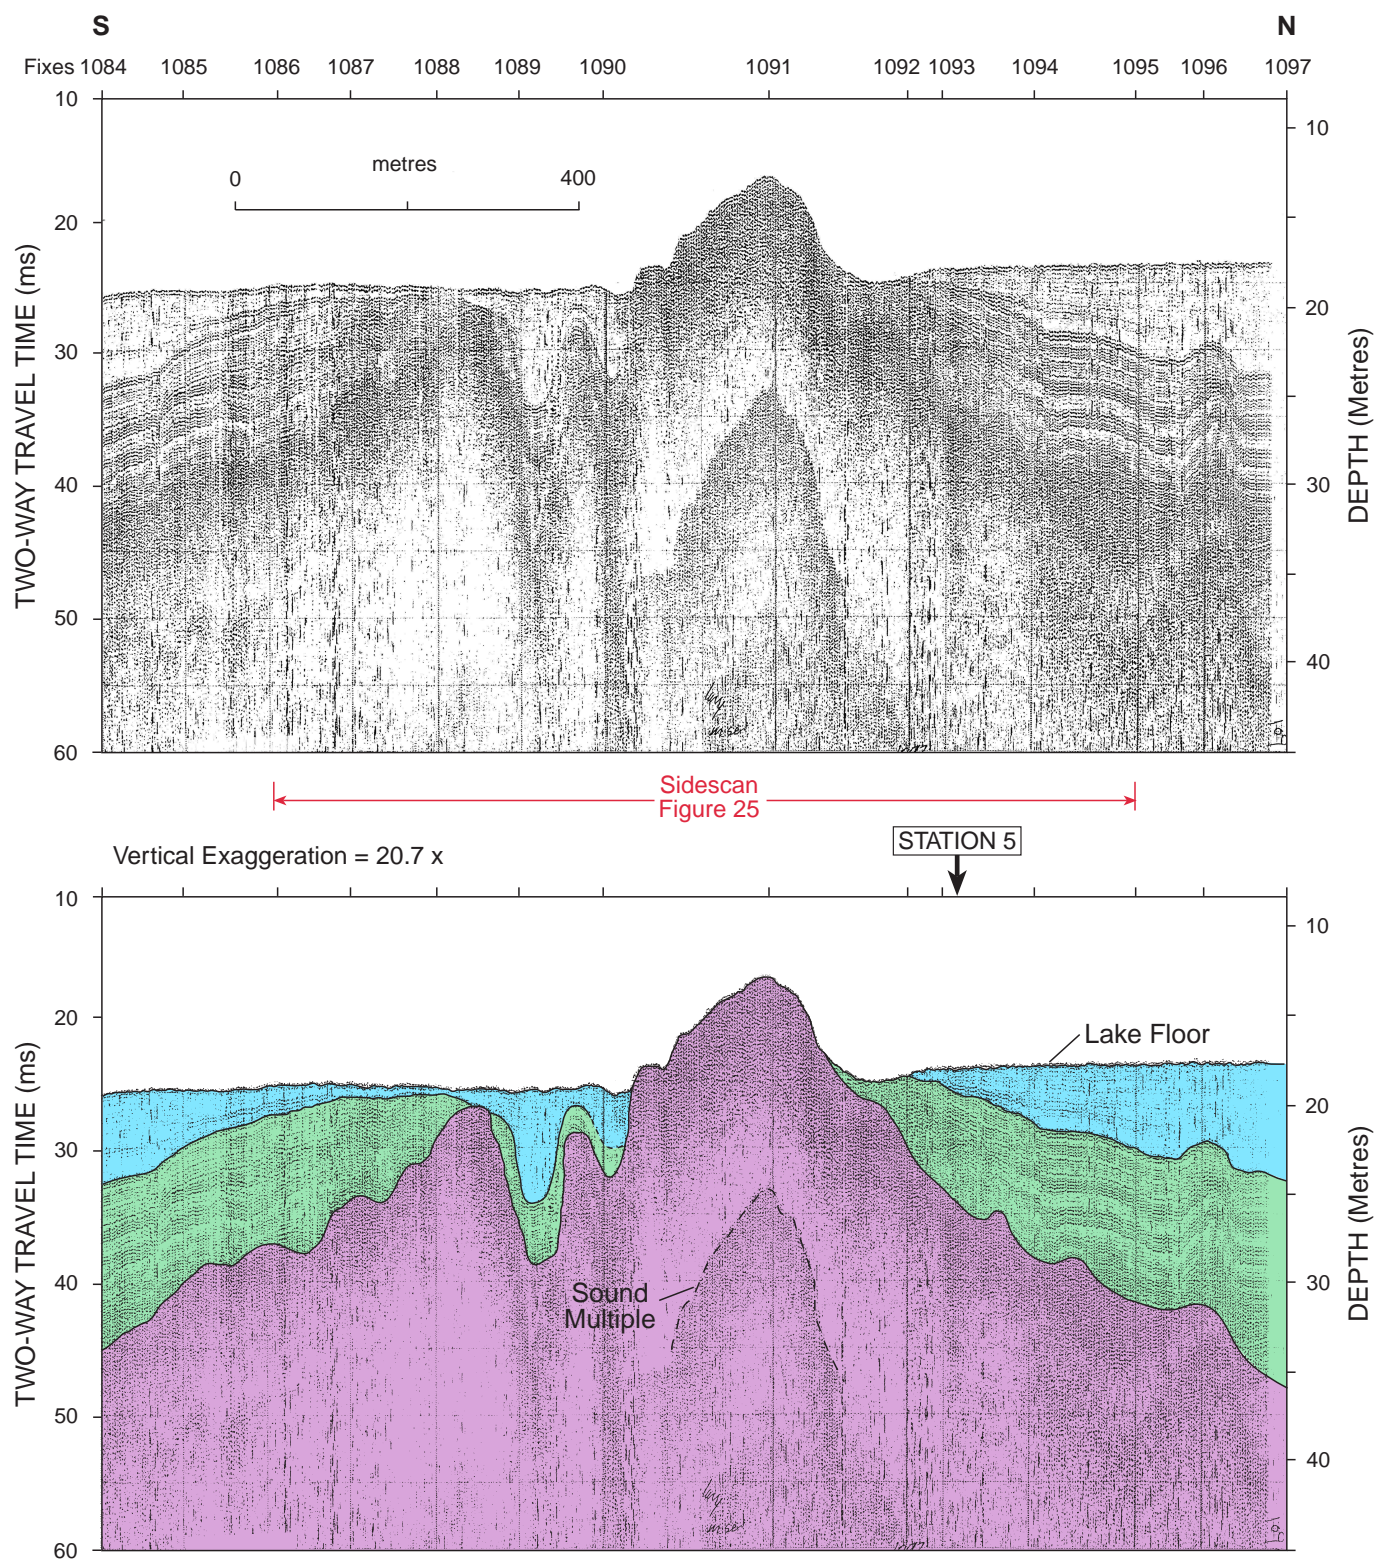 S N
Fixes 1084 1085 1086 1087 1088 1089 1090 1091 1092 1093 1094 1095 1096 1097
10
10
metres
0 400
20
20
30
30
40
40
50
60
TWO-WAY TRAVEL TIME (ms)
DEPTH (Metres)
Sidescan
Figure 25
STATION 5
Vertical Exaggeration = 20.7 x
10
10
20
Lake Floor
20
30
30
40
Sound
Multiple
50
40
60
TWO-WAY TRAVEL TIME (ms)
DEPTH (Metres)